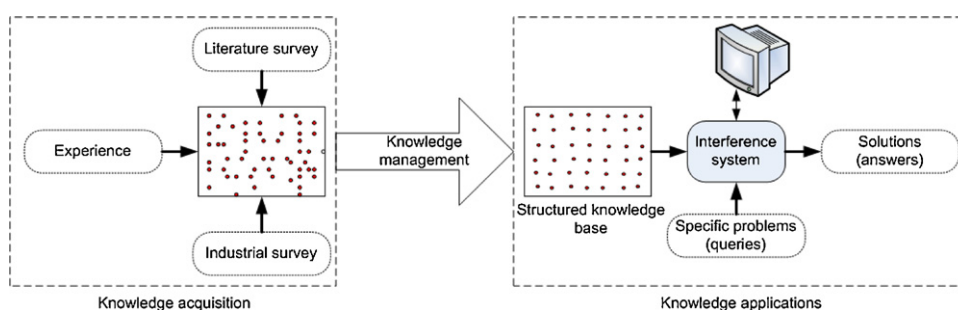 Literature survey
Experience
Industrial survey
Knowledge acquisition
Knowledge
management
Structured knowledge
base
Interference
system
Solutions
(answers)
Specific problems
(queries)
Knowledge applications